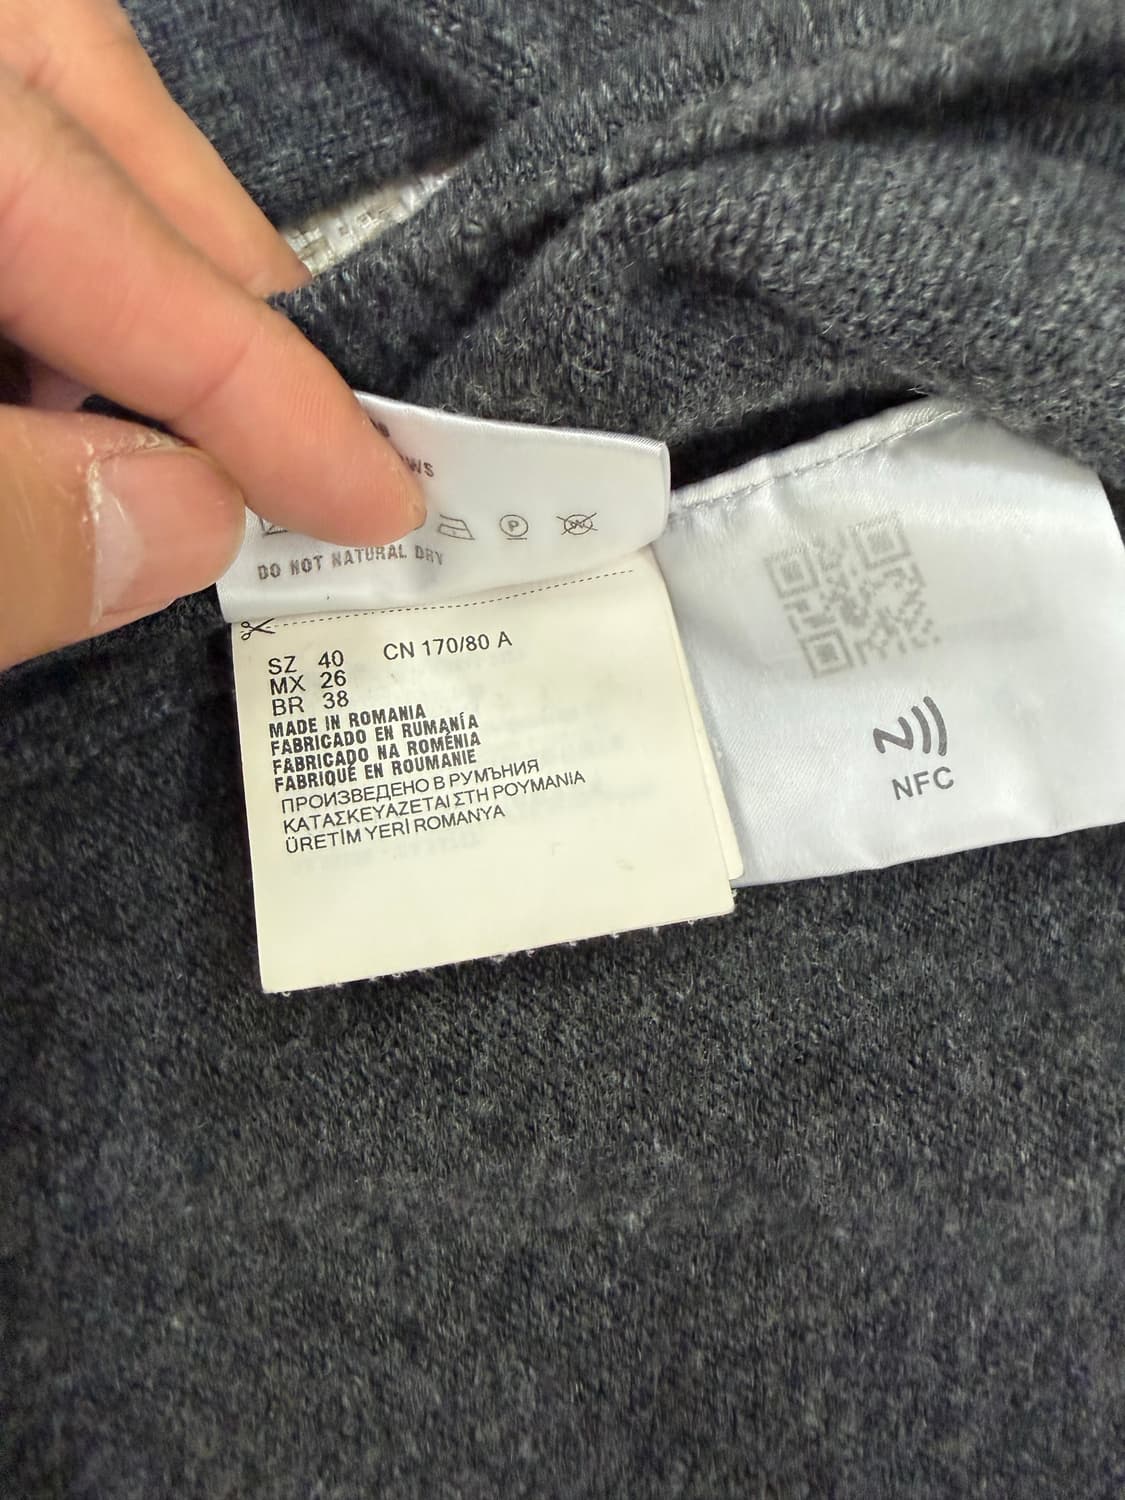 WS
P
DO NOT NATURAL DRY
SZ 40 CN 170/80 A
MX 26
BR 38
MADE IN ROMANIA
FABRICADO EN RUMANÍA
FABRICADO NA ROMÉNIA
FABRIQUÉ EN ROUMANIE
ПРОИЗВЕДЕНО В РУМЪНИЯ
ΚΑΤΑΣΚΕΥΑΖΕΤΑΙ ΣΤΗ ΡΟΥΜΑΝΙΑ
ÜRETİM YERİ ROMANYA
NFC